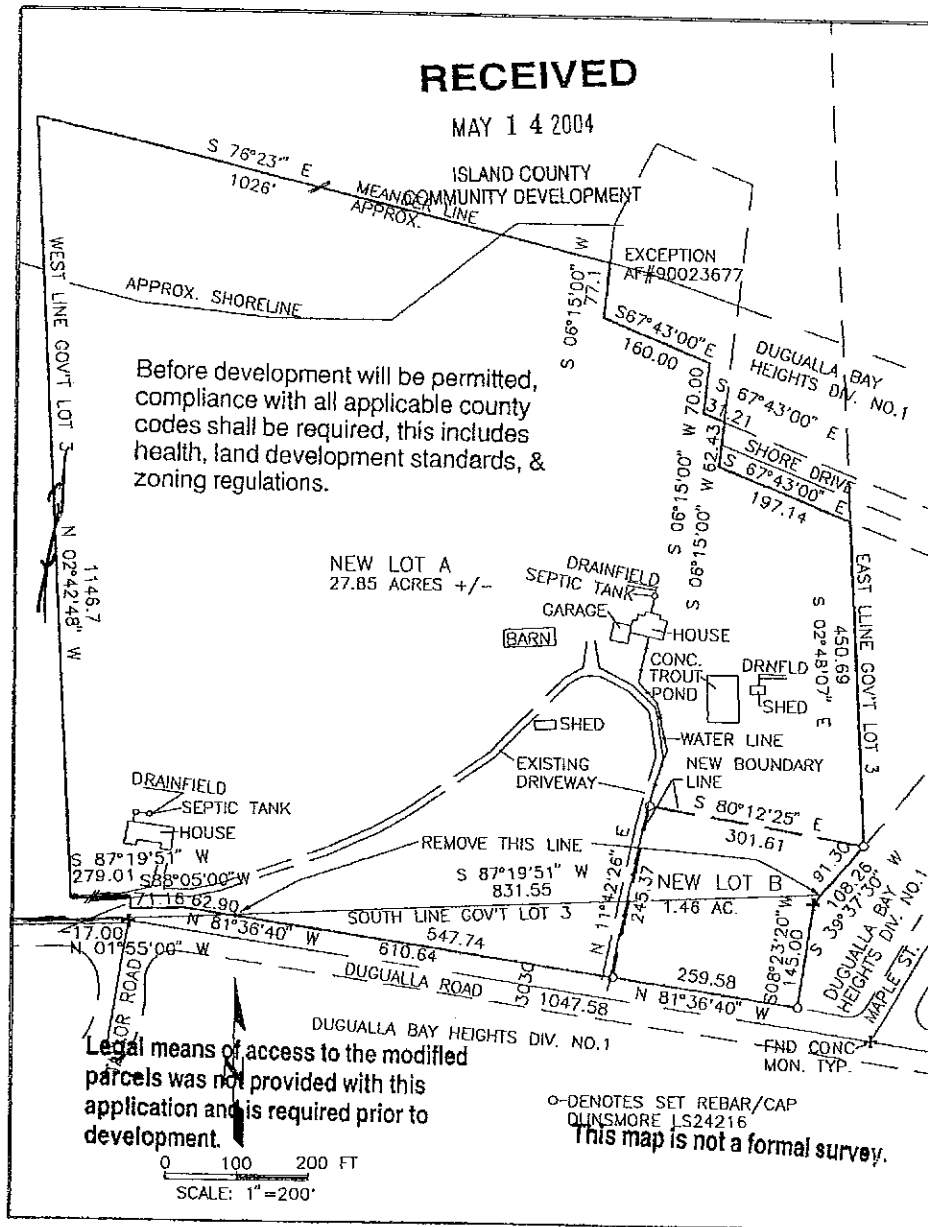 RECEIVED
MAY 14 2004
ISLAND COUNTY
COMMUNITY DEVELOPMENT
S 76°23'" E
1026'
MEANDER LINE
APPROX.
EXCEPTION
AF#90023677
WEST LINE GOV'T LOT 3
APPROX. SHORELINE
S 06°15'00" W
77.1
S67°43'00"E
160.00
DUGUALLA BAY
HEIGHTS DIV. NO.1
Before development will be permitted,
compliance with all applicable county
codes shall be required, this includes
health, land development standards, &
zoning regulations.
S 06°15'00" W 70.00
S 67°43'00" E
31.21
SHORE DRIVE
S 06°15'00" W 62.43
S 67°43'00" E
197.14
N 02°42'48" W
1146.7
NEW LOT A
27.85 ACRES +/-
DRAINFIELD
SEPTIC TANK
GARAGE
HOUSE
BARN
CONC.
TROUT
POND
DRNFLD
SHED
EAST LINE GOV'T LOT 3
450.69
S 02°48'07" E
SHED
WATER LINE
EXISTING
DRIVEWAY
NEW BOUNDARY
LINE
S 80°12'25" E
301.61
DRAINFIELD
SEPTIC TANK
HOUSE
REMOVE THIS LINE
S 87°19'51" W
279.01
S88°05'00"W
71.16
62.90
S 87°19'51" W
831.55
N 11°42'26" E
245.37
NEW LOT B
1.46 AC.
91.30
108.26
S 39°37'30" W
SOUTH LINE GOV'T LOT 3
N 81°36'40" W
547.74
610.64
S08°23'20"W
145.00
DUGUALLA BAY
HEIGHTS DIV. NO.1
MAPLE ST.
17.00
N 01°55'00" W
TAYLOR ROAD
DUGUALLA ROAD
3030
1047.58
259.58
N 81°36'40" W
DUGUALLA BAY HEIGHTS DIV. NO.1
FND CONC
MON. TYP.
Legal means of access to the modified
parcels was not provided with this
application and is required prior to
development.
N
O-DENOTES SET REBAR/CAP
DUNSMORE LS24216
This map is not a formal survey.
0 100 200 FT
SCALE: 1"=200'